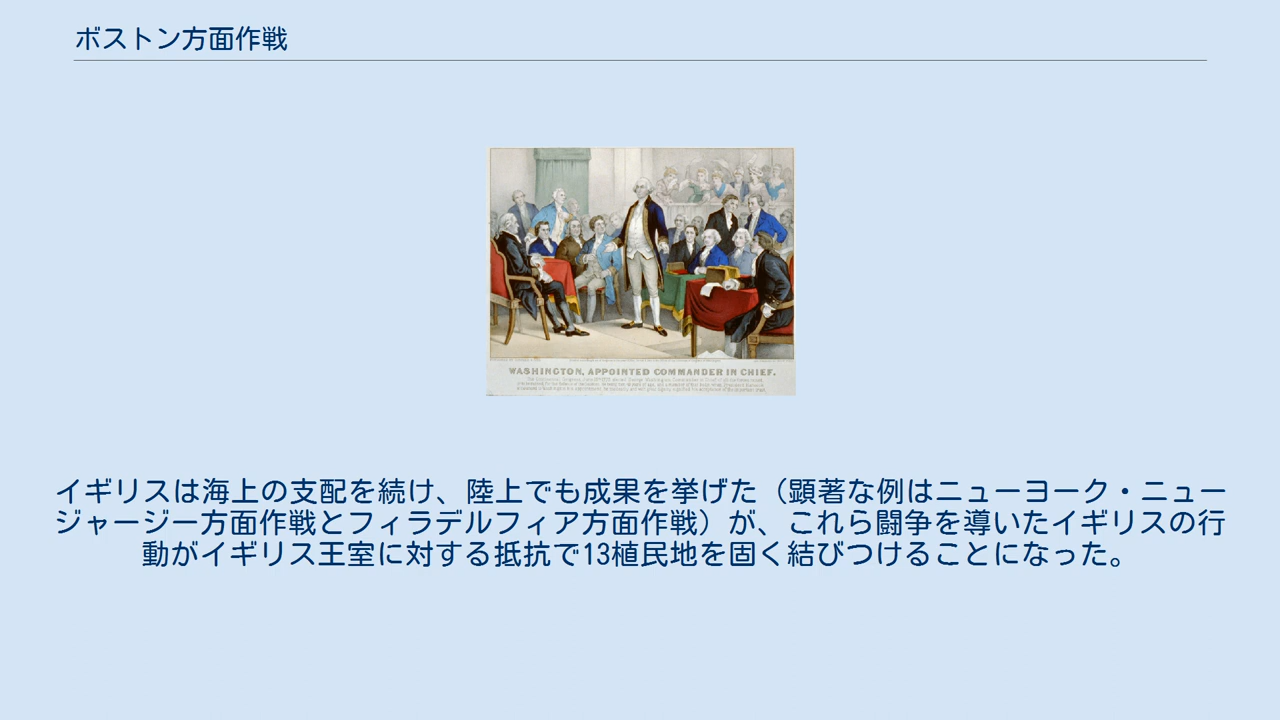 ボストン方面作戦
WASHINGTON, APPOINTED COMMANDER IN CHIEF.
イギリスは海上の支配を続け、陸上でも成果を挙げた（顕著な例はニューヨーク・ニュー
ジャージー方面作戦とフィラデルフィア方面作戦）が、これら闘争を導いたイギリスの行
動がイギリス王室に対する抵抗で13植民地を固く結びつけることになった。